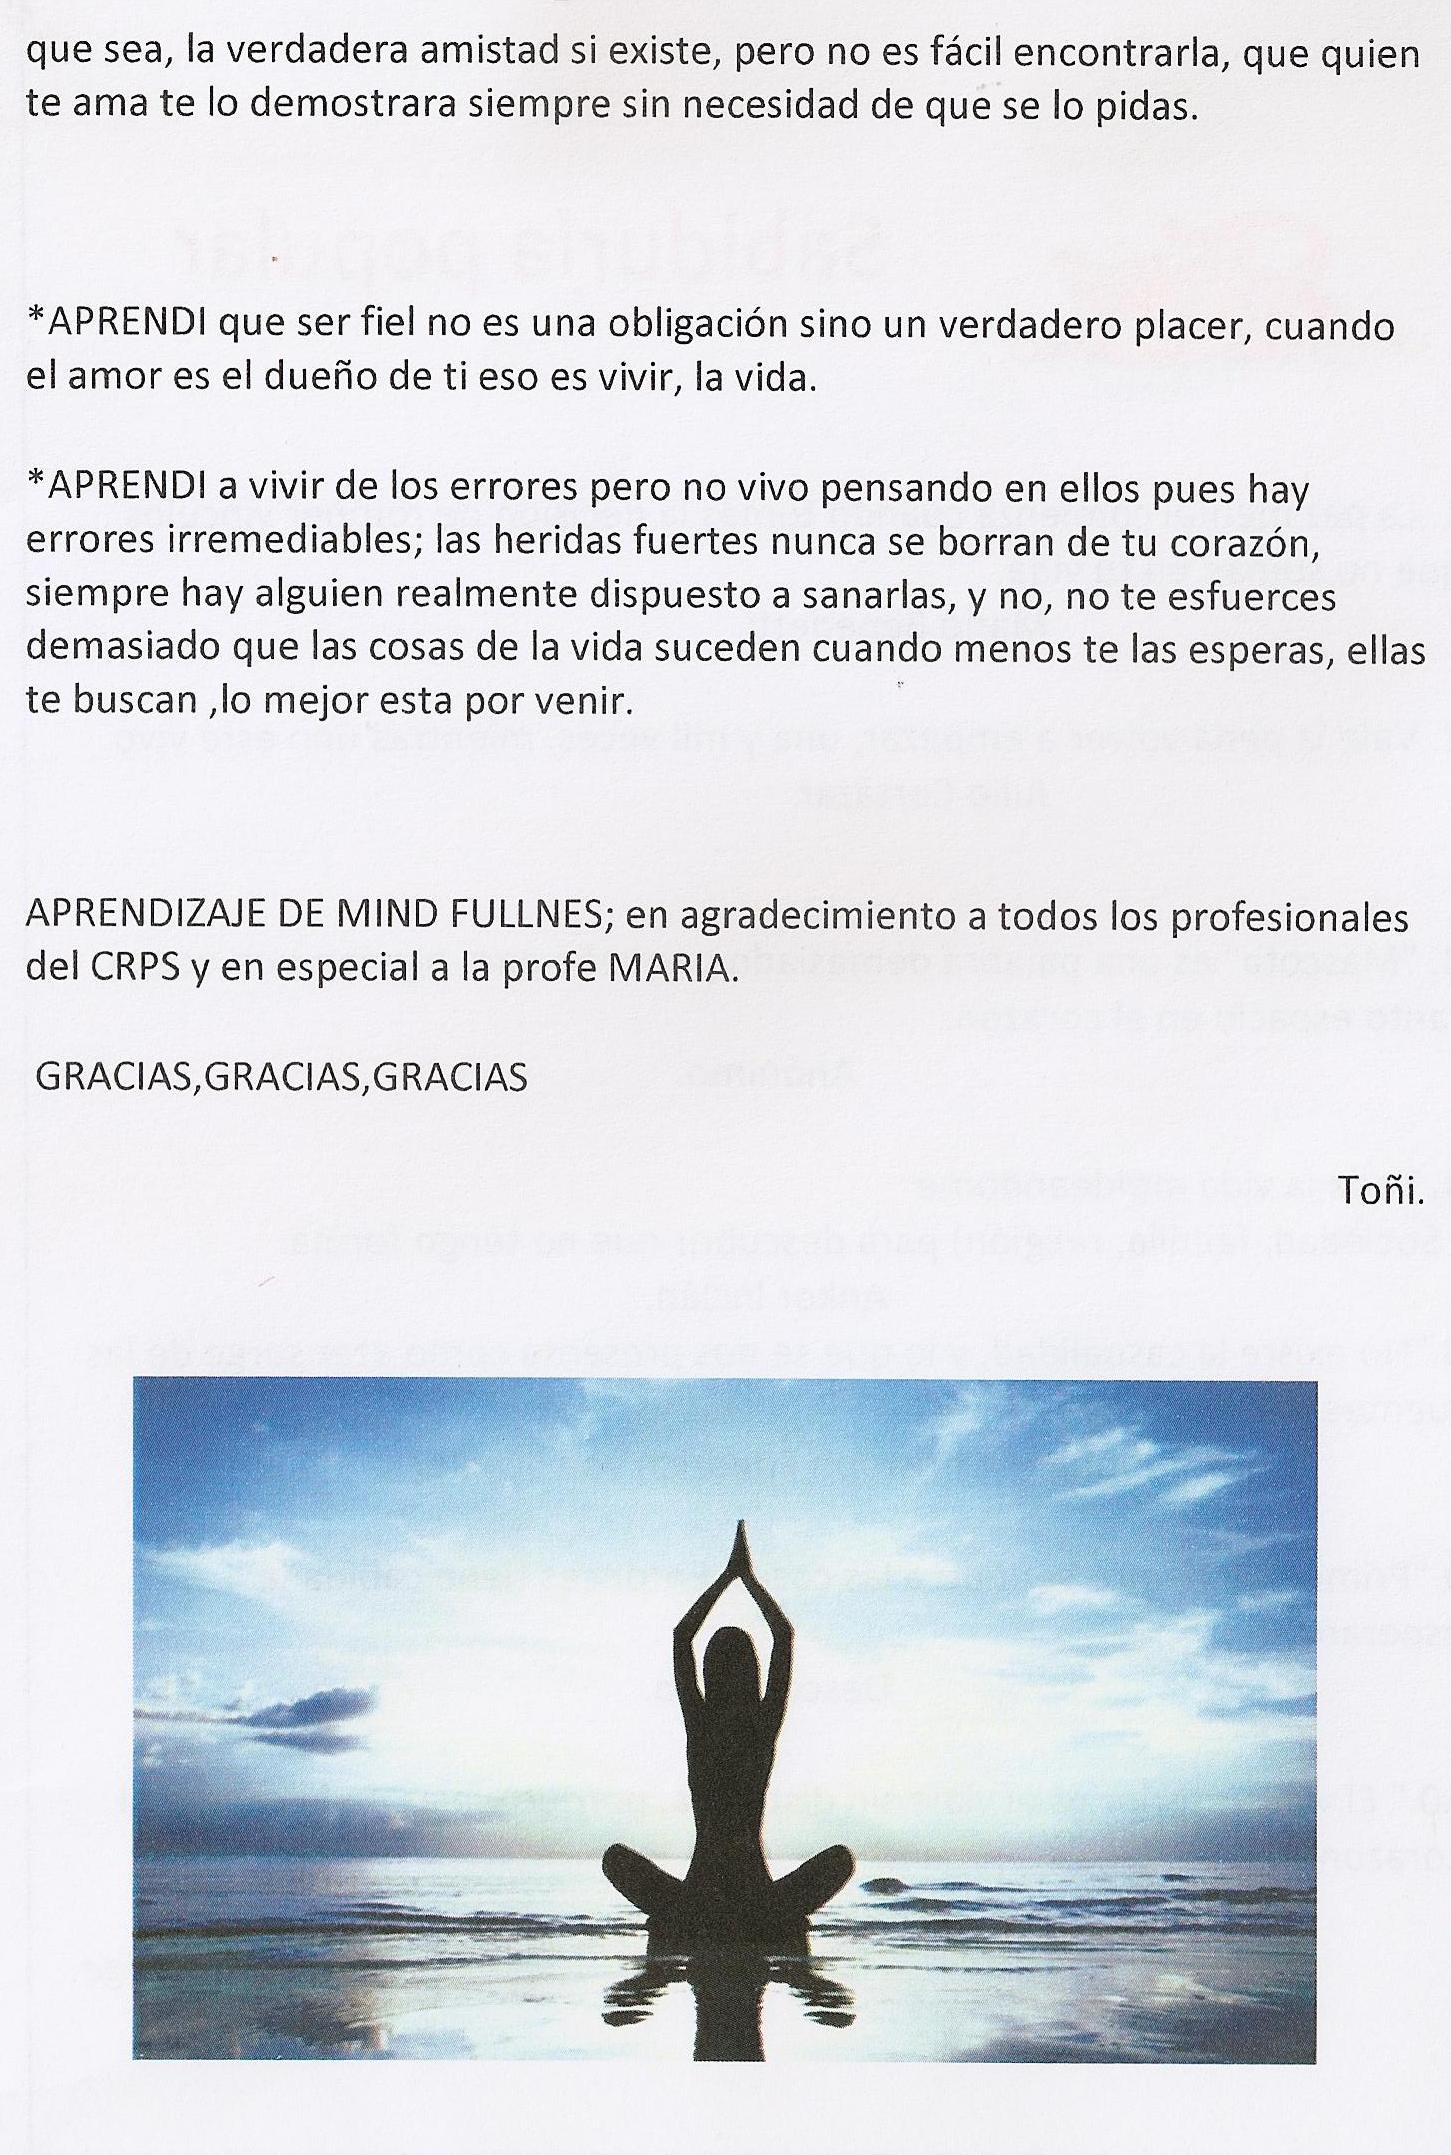 que sea, la verdadera amistad si existe, pero no es fácil encontrarla, que quien
te ama te lo demostrara siempre sin necesidad de que se lo pidas.
*APRENDI que ser fiel no es una obligación sino un verdadero placer, cuando
el amor es el dueño de ti eso es vivir, la vida.
*APRENDI a vivir de los errores pero no vivo pensando en ellos pues hay
errores irremediables; las heridas fuertes nunca se borran de tu corazón,
siempre hay alguien realmente dispuesto a sanarlas, y no, no te esfuerces
demasiado que las cosas de la vida suceden cuando menos te las esperas, ellas
te buscan ,lo mejor esta por venir.
APRENDIZAJE DE MIND FULLNES; en agradecimiento a todos los profesionales
del CRPS y en especial a la profe MARIA.
GRACIAS,GRACIAS,GRACIAS
Toñi.